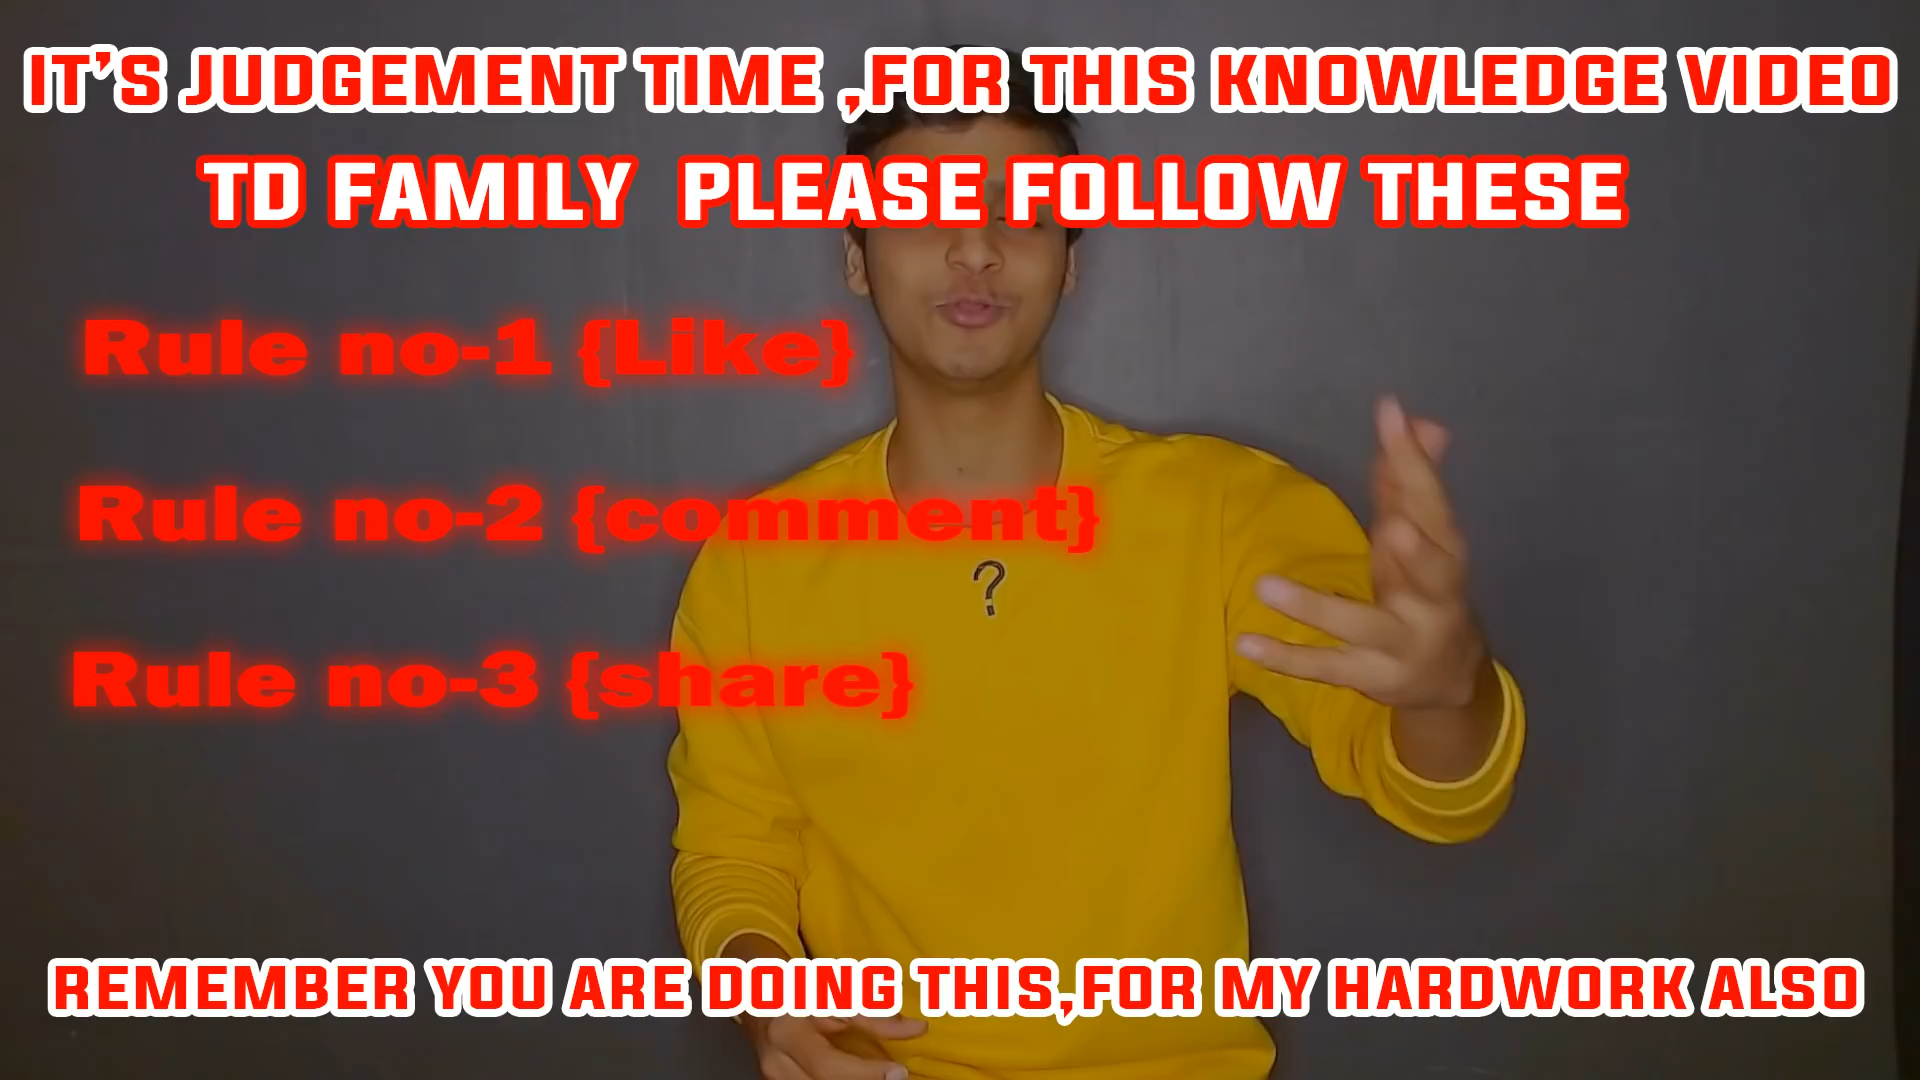 IT'S JUDGEMENT TIME ,FOR THIS KNOWLEDGE VIDEO
TD FAMILY PLEASE FOLLOW THESE
Rule no-1 {Like}
Rule no-2 {comment}
?
Rule no-3 {share}
REMEMBER YOU ARE DOING THIS,FOR MY HARDWORK ALSO